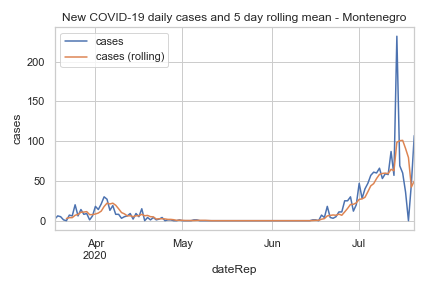 New COVID-19 daily cases and 5 day rolling mean - Montenegro
cases
cases (rolling)
200
150
100
50
0
cases
Apr
2020
May
Jun
Jul
dateRep